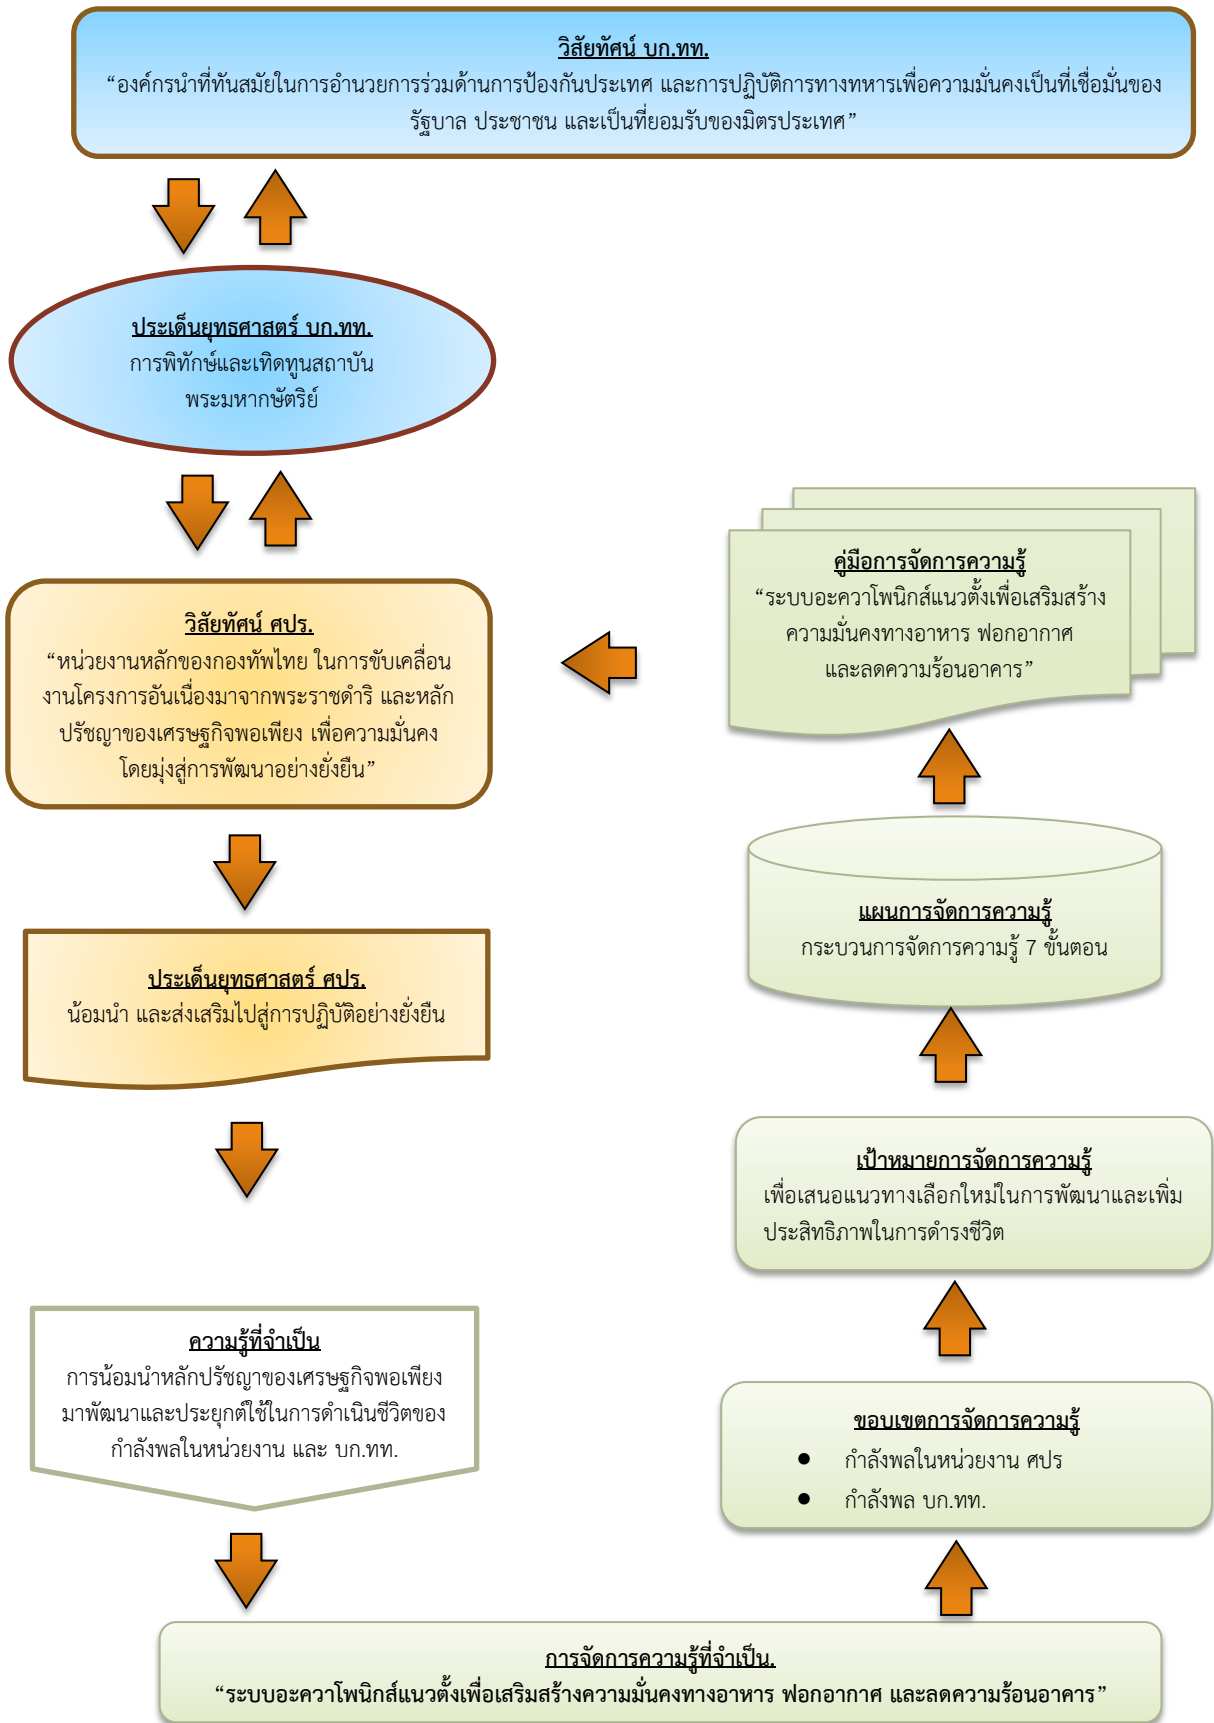 วิสัยทัศน์ บก.ทท.
“องค์กรนำที่ทันสมัยในการอำนวยการร่วมด้านการป้องกันประเทศ และการปฏิบัติการทางทหารเพื่อความมั่นคงเป็นที่เชื่อมั่นของ
รัฐบาล ประชาชน และเป็นที่ยอมรับของมิตรประเทศ”
ประเด็นยุทธศาสตร์ บก.ทท.
การพิทักษ์และเทิดทูนสถาบัน
พระมหากษัตริย์
วิสัยทัศน์ ศปร.
“หน่วยงานหลักของกองทัพไทย ในการขับเคลื่อน
งานโครงการอันเนื่องมาจากพระราชดำริ และหลัก
ปรัชญาของเศรษฐกิจพอเพียง เพื่อความมั่นคง
โดยมุ่งสู่การพัฒนาอย่างยั่งยืน”
ประเด็นยุทธศาสตร์ ศปร.
น้อมนำ และส่งเสริมไปสู่การปฏิบัติอย่างยั่งยืน
ความรู้ที่จำเป็น
การน้อมนำหลักปรัชญาของเศรษฐกิจพอเพียง
มาพัฒนาและประยุกต์ใช้ในการดำเนินชีวิตของ
กำลังพลในหน่วยงาน และ บก.ทท.
การจัดการความรู้ที่จำเป็น.
“ระบบอะควาโพนิกส์แนวตั้งเพื่อเสริมสร้างความมั่นคงทางอาหาร ฟอกอากาศ และลดความร้อนอาคาร”
ขอบเขตการจัดการความรู้
● กำลังพลในหน่วยงาน ศปร
● กำลังพล บก.ทท.
เป้าหมายการจัดการความรู้
เพื่อเสนอแนวทางเลือกใหม่ในการพัฒนาและเพิ่ม
ประสิทธิภาพในการดำรงชีวิต
แผนการจัดการความรู้
กระบวนการจัดการความรู้ 7 ขั้นตอน
คู่มือการจัดการความรู้
“ระบบอะควาโพนิกส์แนวตั้งเพื่อเสริมสร้าง
ความมั่นคงทางอาหาร ฟอกอากาศ
และลดความร้อนอาคาร”